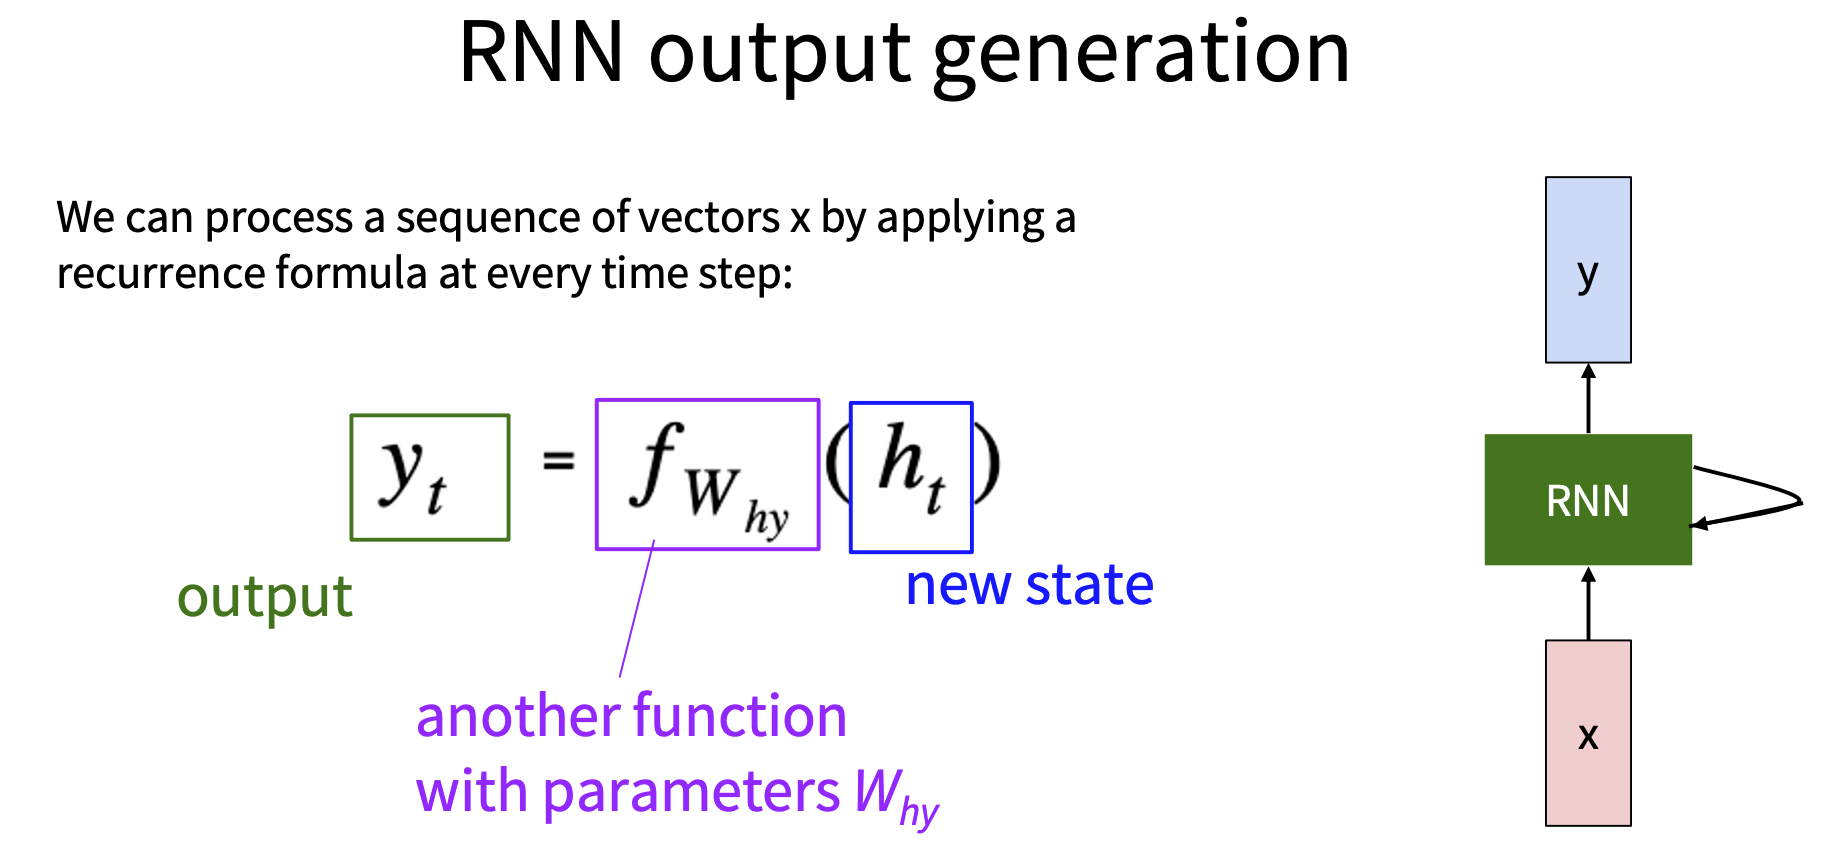 RNN output generation
We can process a sequence of vectors x by applying a
recurrence formula at every time step:
y_t = f_{W_{hy}}(h_t)
output
new state
another function
with parameters W_{hy}
y
RNN
x